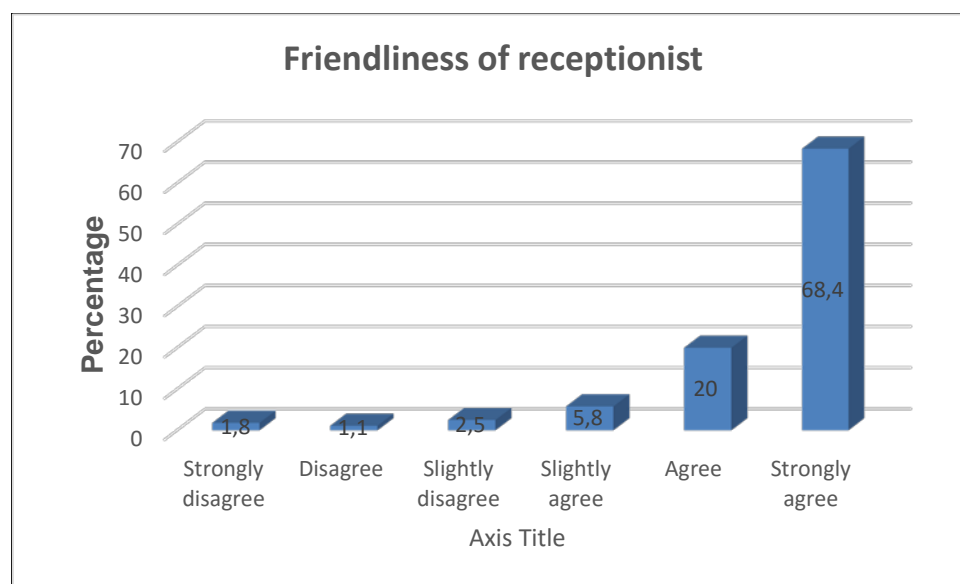 Friendliness of receptionist
Percentage
70
60
50
40
30
20
10
0
1,8
1,1
2,5
5,8
20
68,4
Strongly
disagree
Disagree
Slightly
disagree
Slightly
agree
Agree
Strongly
agree
Axis Title